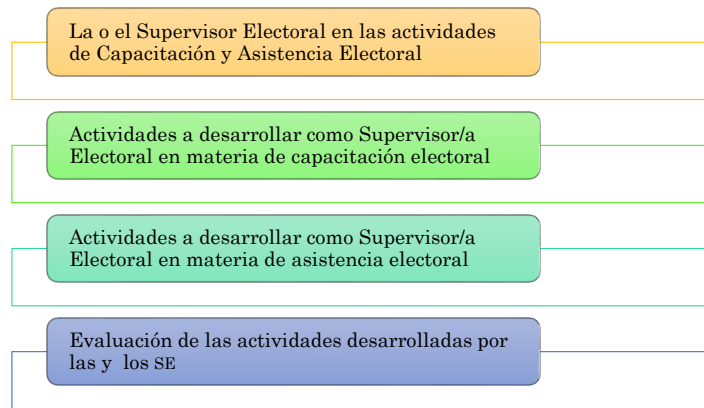 La o el Supervisor Electoral en las actividades
de Capacitación y Asistencia Electoral
Actividades a desarrollar como Supervisor/a
Electoral en materia de capacitación electoral
Actividades a desarrollar como Supervisor/a
Electoral en materia de asistencia electoral
Evaluación de las actividades desarrolladas por
las y los SE